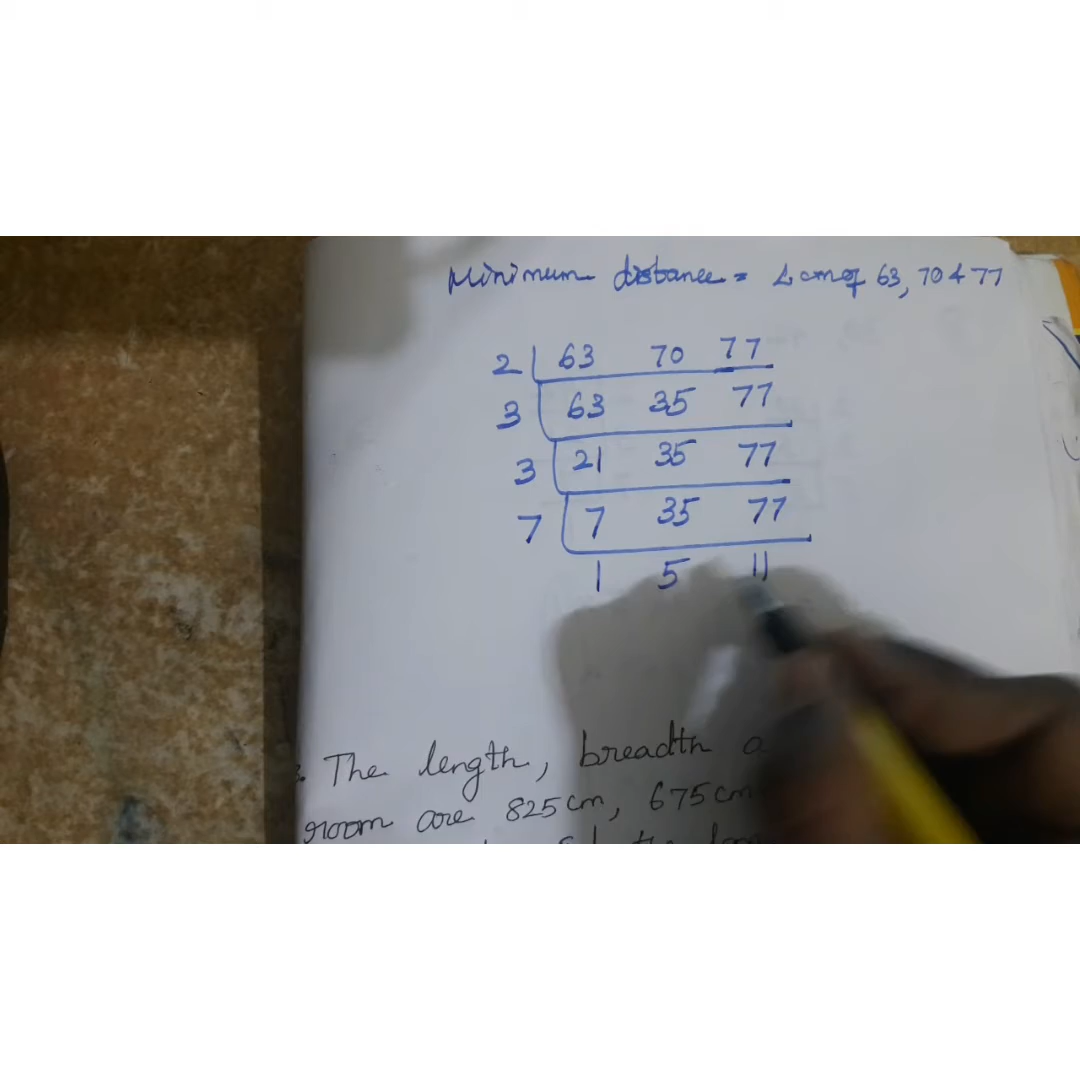 Minimum distance = Lcm of 63, 70 & 77
2 63 70 77
3 63 35 77
3 21 35 77
7 7 35 77
1 5 11
The length, breadth
room are 825 cm, 675 cm